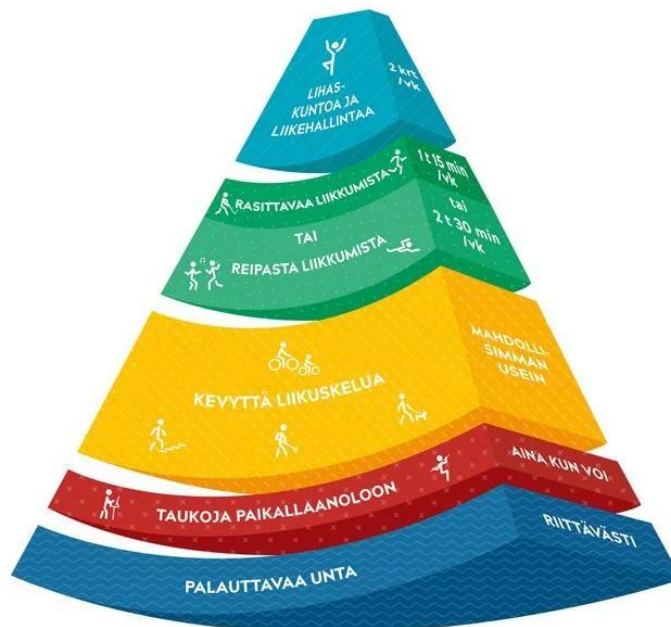 LIHAS-
KUNTOA JA
LIIKEHALLINTAA
2 krt
/vk
RASITTAVAA LIIKKUMISTA
1 t 15 min
/vk
TAI
REIPASTA LIIKKUMISTA
tai
2 t 30 min
/vk
KEVYTTÄ LIIKUSKELUA
MAHDOLLI-
SIMMAN
USEIN
TAUKOJA PAIKALLAANOLOON
AINA KUN VOI
PALAUTTAVAA UNTA
RIITTÄVÄSTI